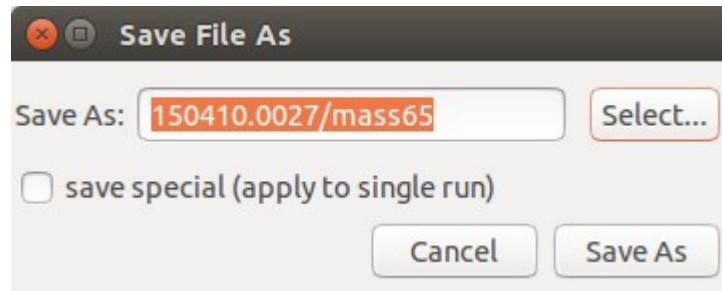 Save File As
Save As: 150410.0027/mass65 Select...
save special (apply to single run)
Cancel Save As